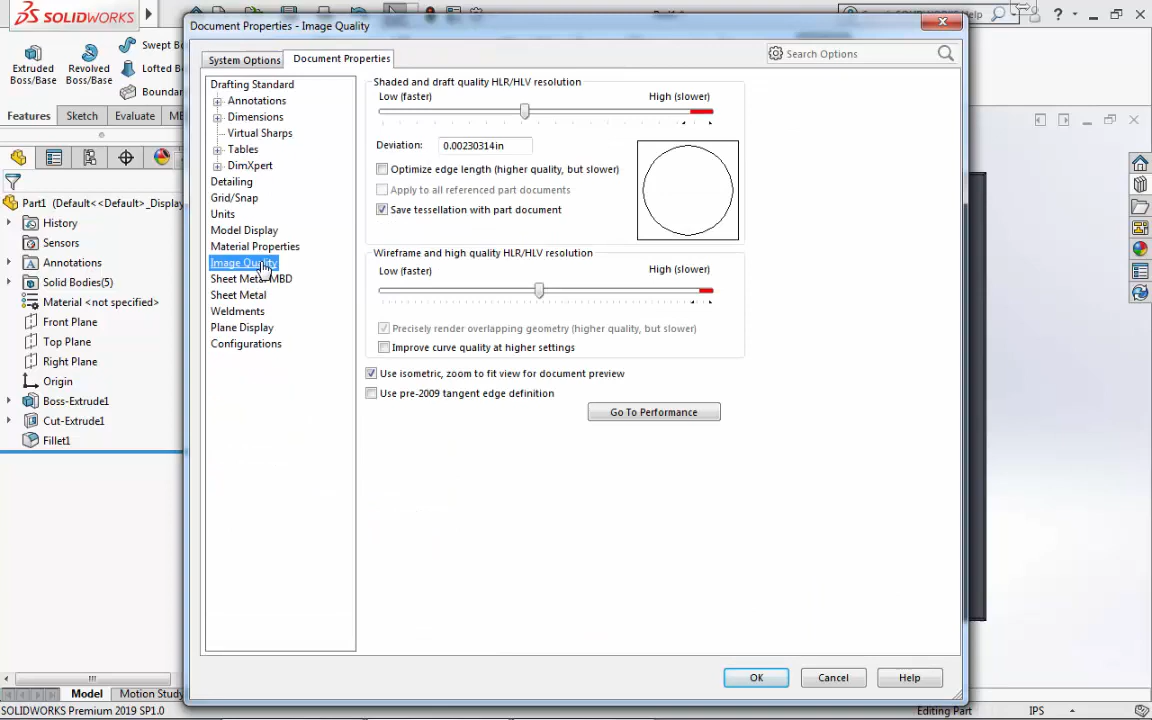 SOLIDWORKS
Document Properties - Image Quality
Extruded
Boss/Base
Revolved
Boss/Base
Swept Bo
Lofted Bo
Boundar
Features
Sketch
Evaluate
MB
System Options
Document Properties
Search Options
Drafting Standard
Annotations
Dimensions
Virtual Sharps
Tables
DimXpert
Detailing
Grid/Snap
Units
Model Display
Material Properties
Image Quality
Sheet Metal MBD
Sheet Metal
Weldments
Plane Display
Configurations
Shaded and draft quality HLR/HLV resolution
Low (faster)
High (slower)
Deviation:
0.00230314in
Optimize edge length (higher quality, but slower)
Apply to all referenced part documents
Save tessellation with part document
Wireframe and high quality HLR/HLV resolution
Low (faster)
High (slower)
Precisely render overlapping geometry (higher quality, but slower)
Improve curve quality at higher settings
Use isometric, zoom to fit view for document preview
Use pre-2009 tangent edge definition
Go To Performance
Part1 (Default<<Default>_Display
History
Sensors
Annotations
Solid Bodies(5)
Material <not specified>
Front Plane
Top Plane
Right Plane
Origin
Boss-Extrude1
Cut-Extrude1
Fillet1
OK
Cancel
Help
Model
Motion Study
SOLIDWORKS Premium 2019 SP1.0
Editing Part
IPS